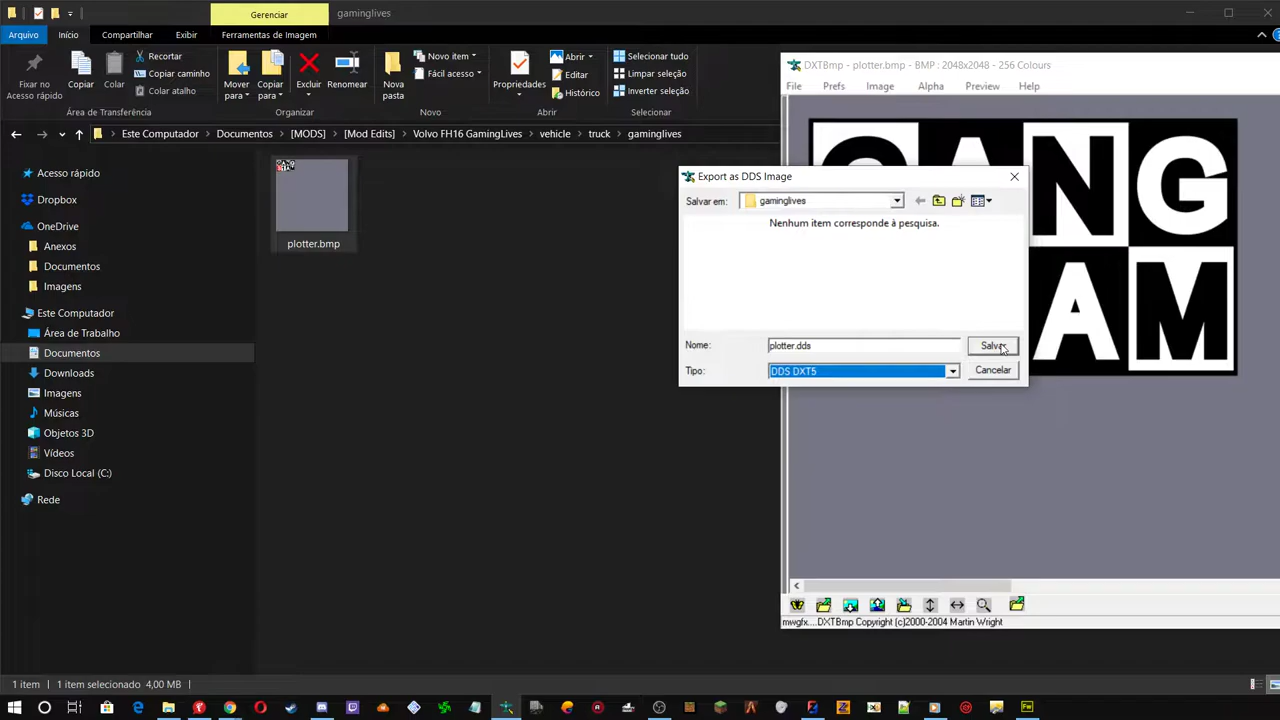 Gerenciar
gaminglives
Arquivo
Início
Compartilhar
Exibir
Ferramentas de Imagem
Fixar no
Acesso rápido
Copiar
Colar
Recortar
Copiar caminho
Colar atalho
Área de Transferência
Mover
para
Copiar
para
Excluir
Renomear
Organizar
Nova
pasta
Novo item
Fácil acesso
Novo
Propriedades
Abrir
Editar
Histórico
Abrir
Selecionar tudo
Limpar seleção
Inverter seleção
Selecionar
Este Computador
Documentos
[MODS]
[Mod Edits]
Volvo FH16 GamingLives
vehicle
truck
gaminglives
Acesso rápido
Dropbox
OneDrive
Anexos
Documentos
Imagens
Este Computador
Área de Trabalho
Documentos
Downloads
Imagens
Músicas
Objetos 3D
Vídeos
Disco Local (C:)
Rede
plotter.bmp
1 item
1 item selecionado 4,00 MB
DXTBmp - plotter.bmp - BMP : 2048x2048 - 256 Colours
File
Prefs
Image
Alpha
Preview
Help
Export as DDS Image
Salvar em:
gaminglives
Nenhum item corresponde à pesquisa.
Nome:
plotter.dds
Salvar
Tipo:
DDS DXT5
Cancelar
NG
AM
mwgfx....DXTBmp Copyright (c)2000-2004 Martin Wright